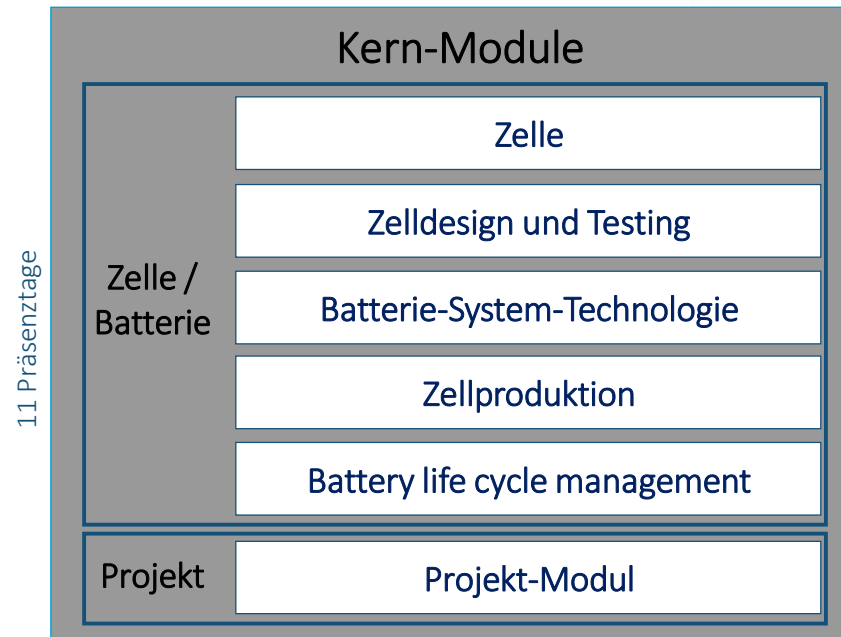 Kern-Module
11 Präsenztage
Zelle /
Batterie
Zelle
Zelldesign und Testing
Batterie-System-Technologie
Zellproduktion
Battery life cycle management
Projekt
Projekt-Modul